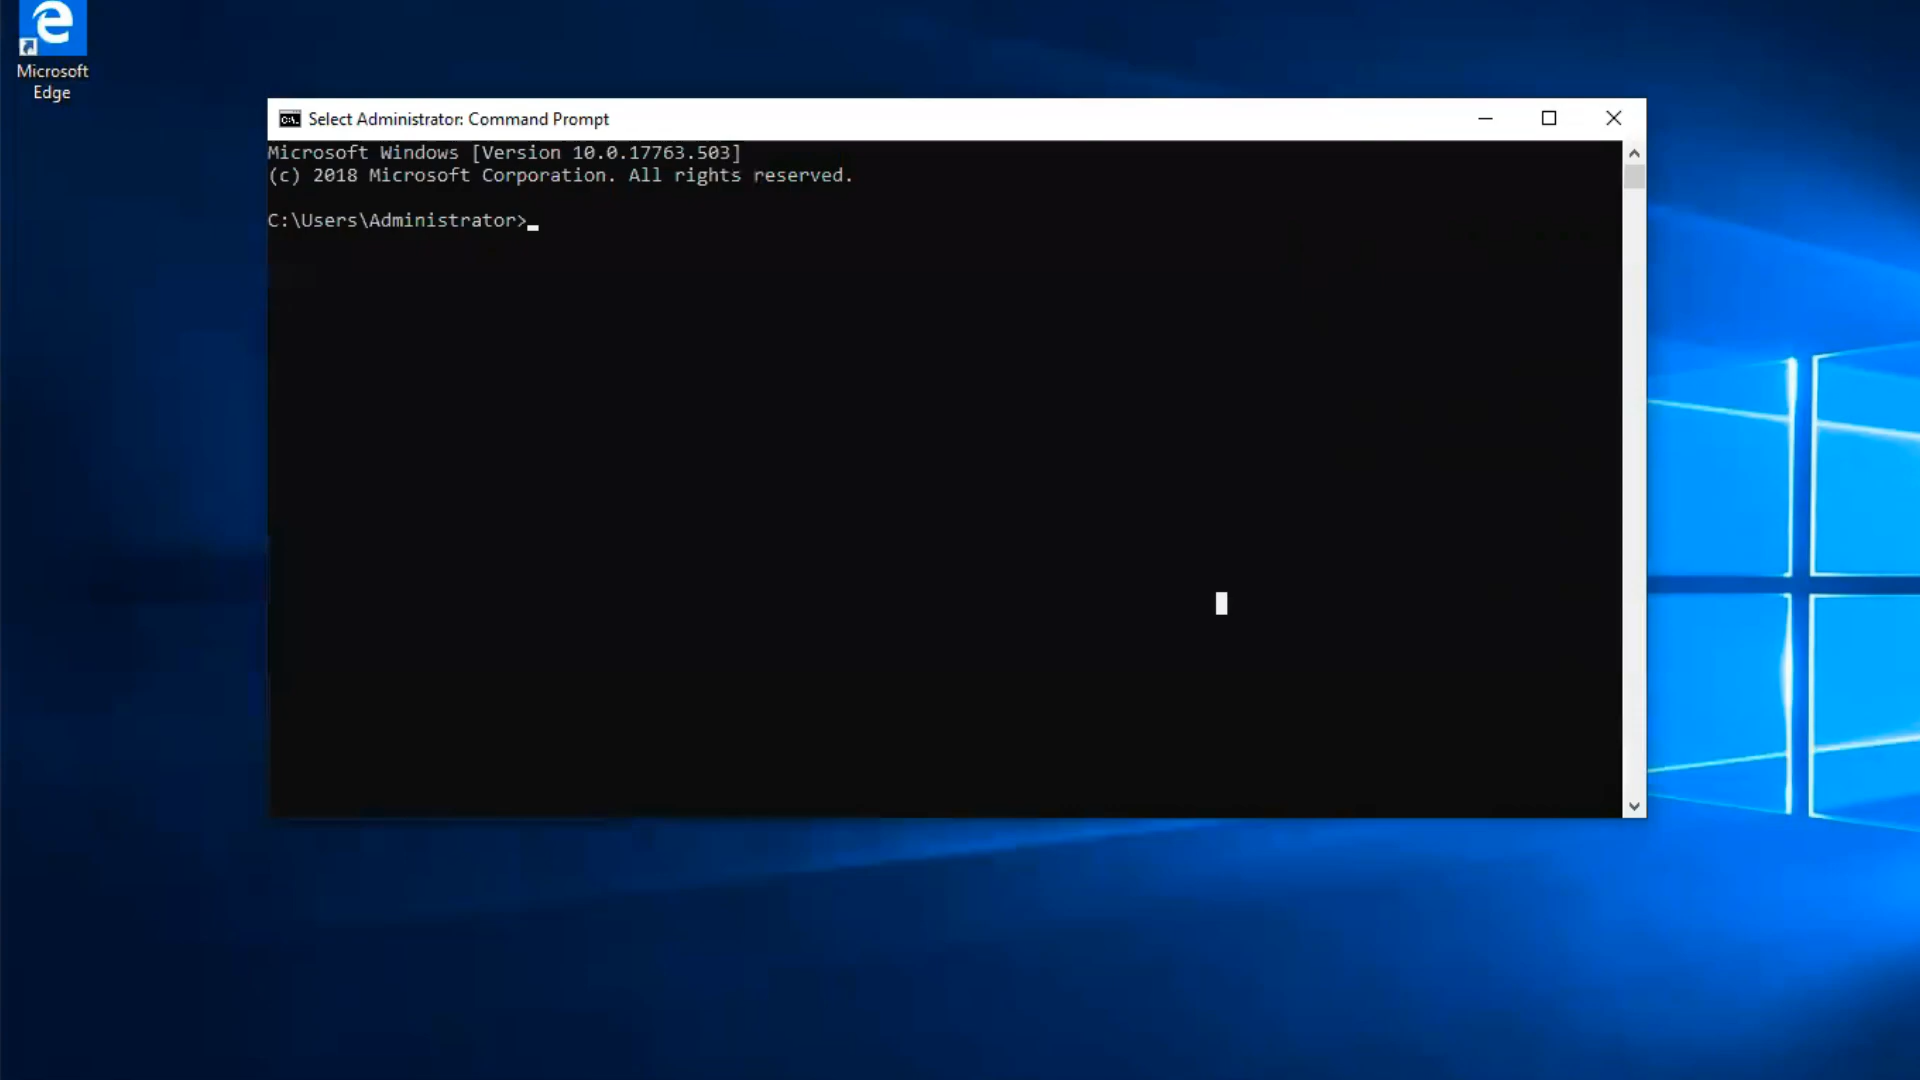 Microsoft
Edge
Select Administrator: Command Prompt
Microsoft Windows [Version 10.0.17763.503]
(c) 2018 Microsoft Corporation. All rights reserved.
C:\Users\Administrator>